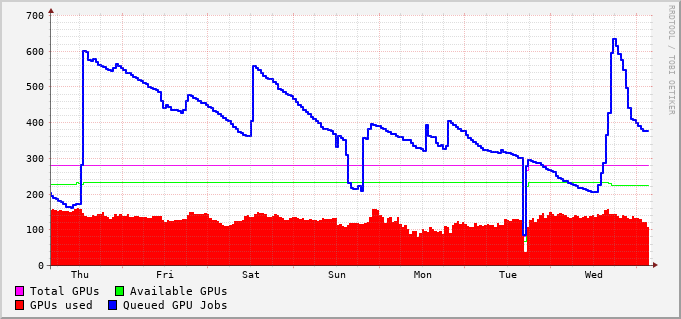 700
600
500
400
300
200
100
0
Thu Fri Sat Sun Mon Tue Wed
Total GPUs Available GPUs
GPUs used Queued GPU Jobs
RRDTOOL / TOBI OETIKER